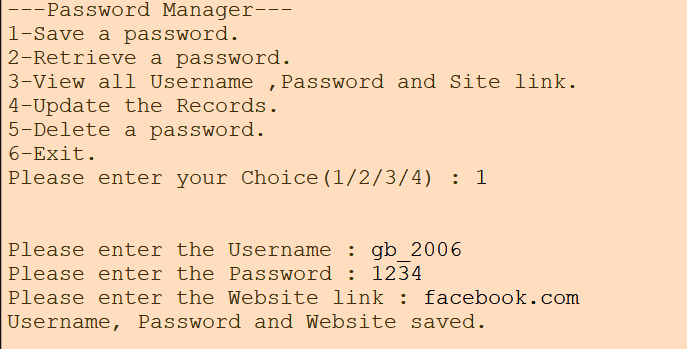 ---Password Manager---
1-Save a password.
2-Retrieve a password.
3-View all Username ,Password and Site link.
4-Update the Records.
5-Delete a password.
6-Exit.
Please enter your Choice(1/2/3/4) : 1
Please enter the Username : gb_2006
Please enter the Password : 1234
Please enter the Website link : facebook.com
Username, Password and Website saved.